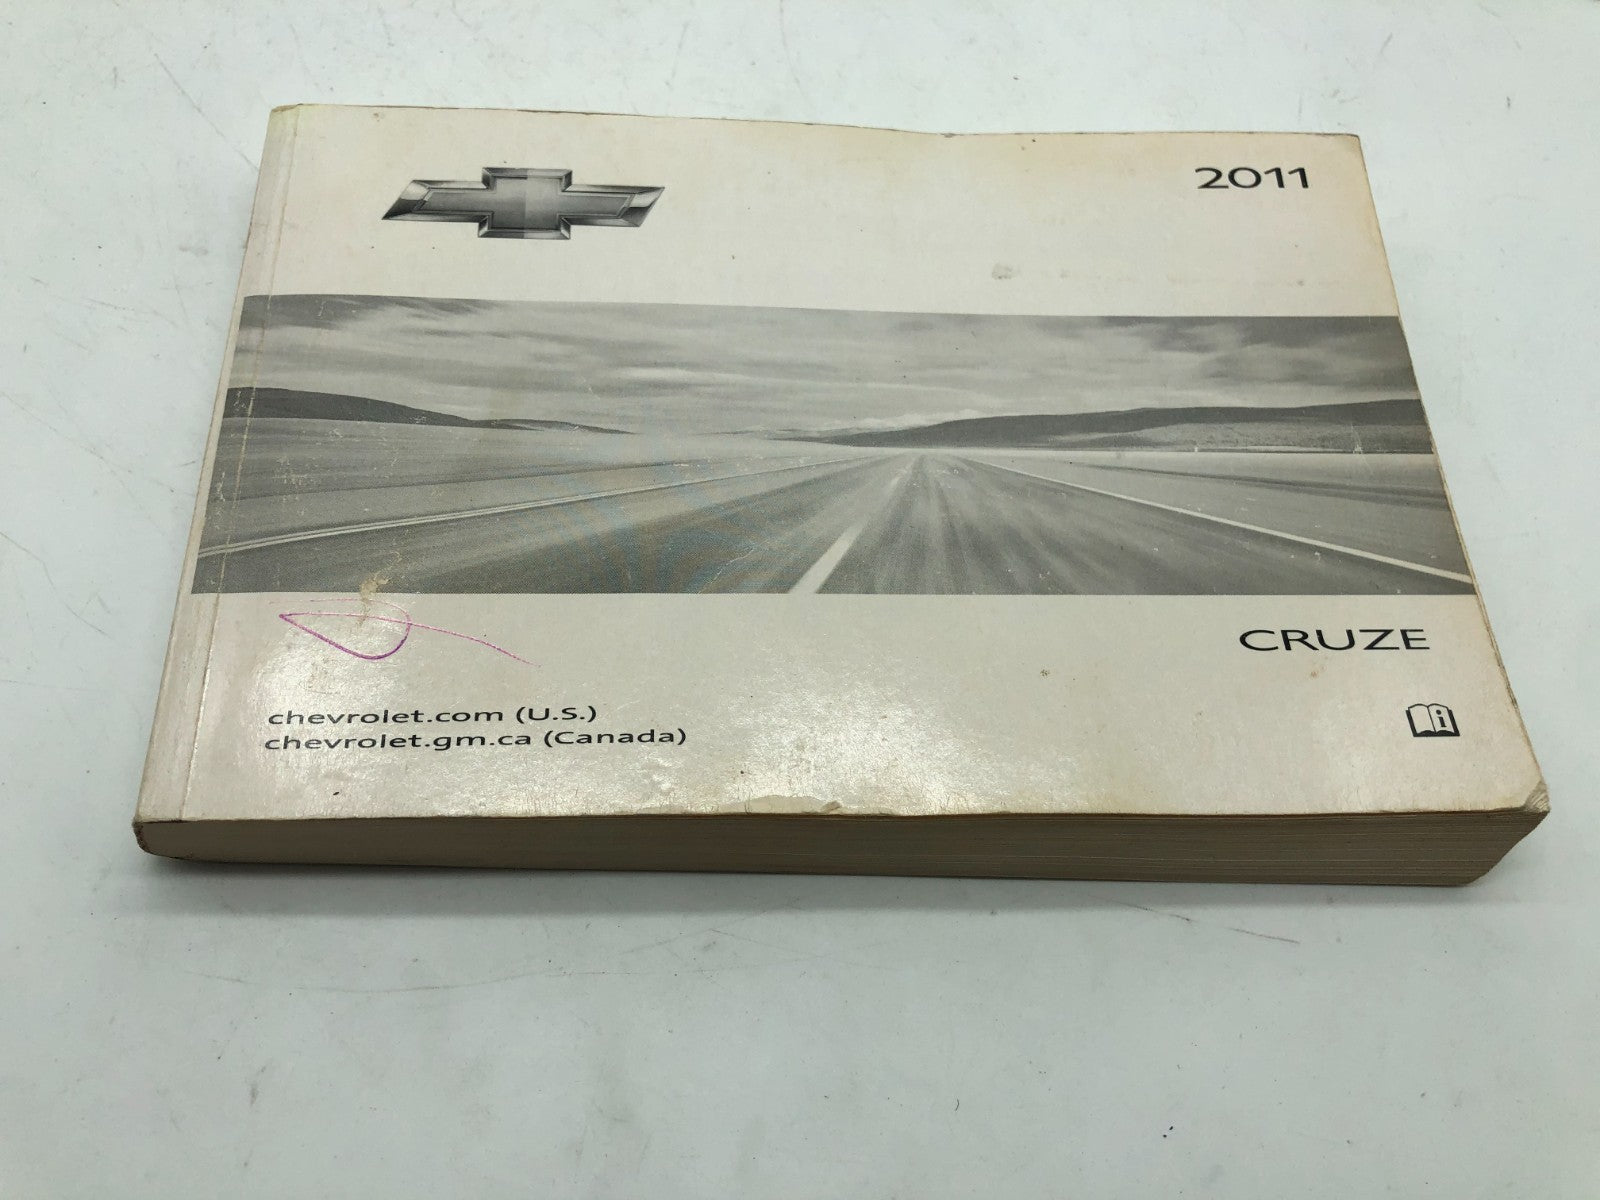 2011
CRUZE
chevrolet.com (U.S.)
chevrolet.gm.ca (Canada)